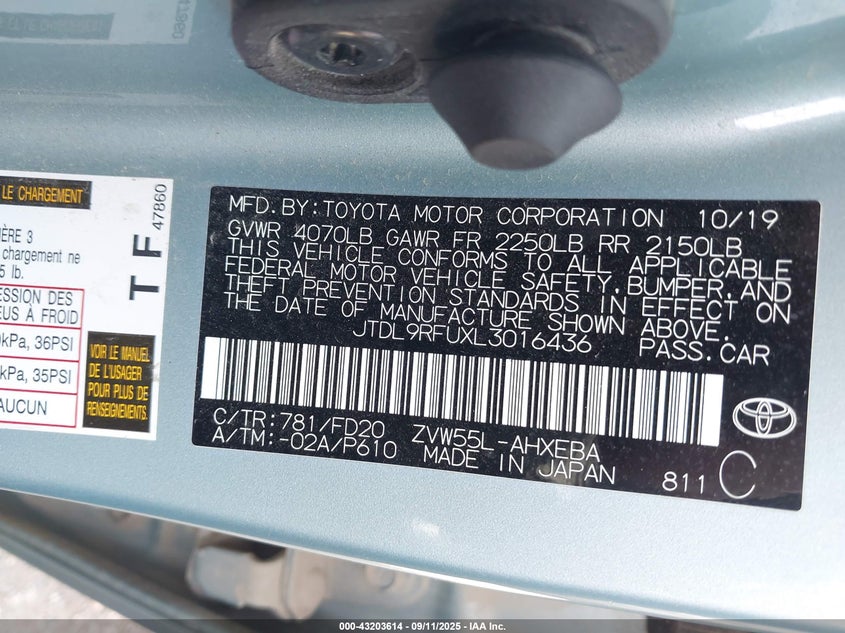 LE CHARGEMENT
47860
T F
IÈRE 3
chargement ne
5 lb.
ESSION DES
EUS À FROID
kPa, 36PSI
kPa, 35PSI
AUCUN
VOIR LE MANUEL
DE L'USAGER
POUR PLUS DE
RENSEIGNEMENTS.
MFD.BY:TOYOTA MOTOR CORPORATION 10/19
GVWR 4070LB GAWR FR 2250LB RR 2150LB
THIS VEHICLE CONFORMS TO ALL APPLICABLE
FEDERAL MOTOR VEHICLE SAFETY,BUMPER,AND
THEFT PREVENTION STANDARDS IN EFFECT ON
THE DATE OF MANUFACTURE SHOWN ABOVE.
JTDL9RFUXL3016436 PASS.CAR
C/TR:781/FD20 ZVW55L-AHXEBA
A/TM:-02A/P610 MADE IN JAPAN
811 C
000-43203614 - 09/11/2025 - IAA Inc.